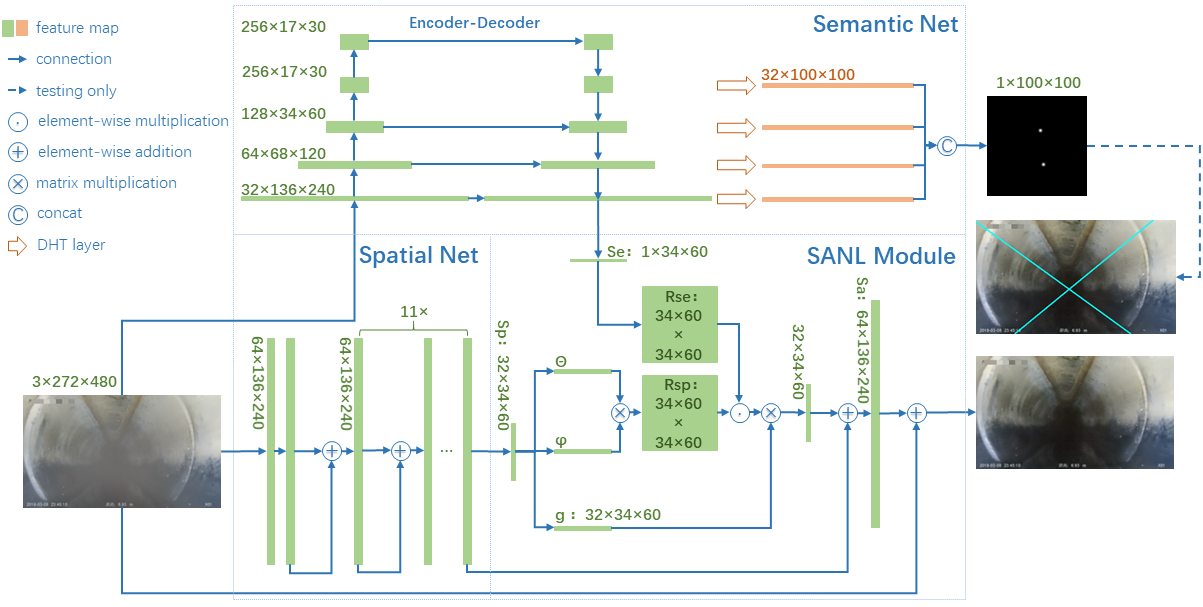 feature map
connection
testing only
element-wise multiplication
element-wise addition
matrix multiplication
concat
DHT layer
Encoder-Decoder
Semantic Net
256×17×30
256×17×30
128×34×60
64×68×120
32×136×240
32×100×100
C
1×100×100
Spatial Net
SANL Module
Se: 1×34×60
11×
3×272×480
64×136×240
64×136×240
...
Sp: 32×34×60
Θ
φ
g : 32×34×60
Rse:
34×60
×
34×60
Rsp:
34×60
×
34×60
32×34×60
Sa: 64×136×240